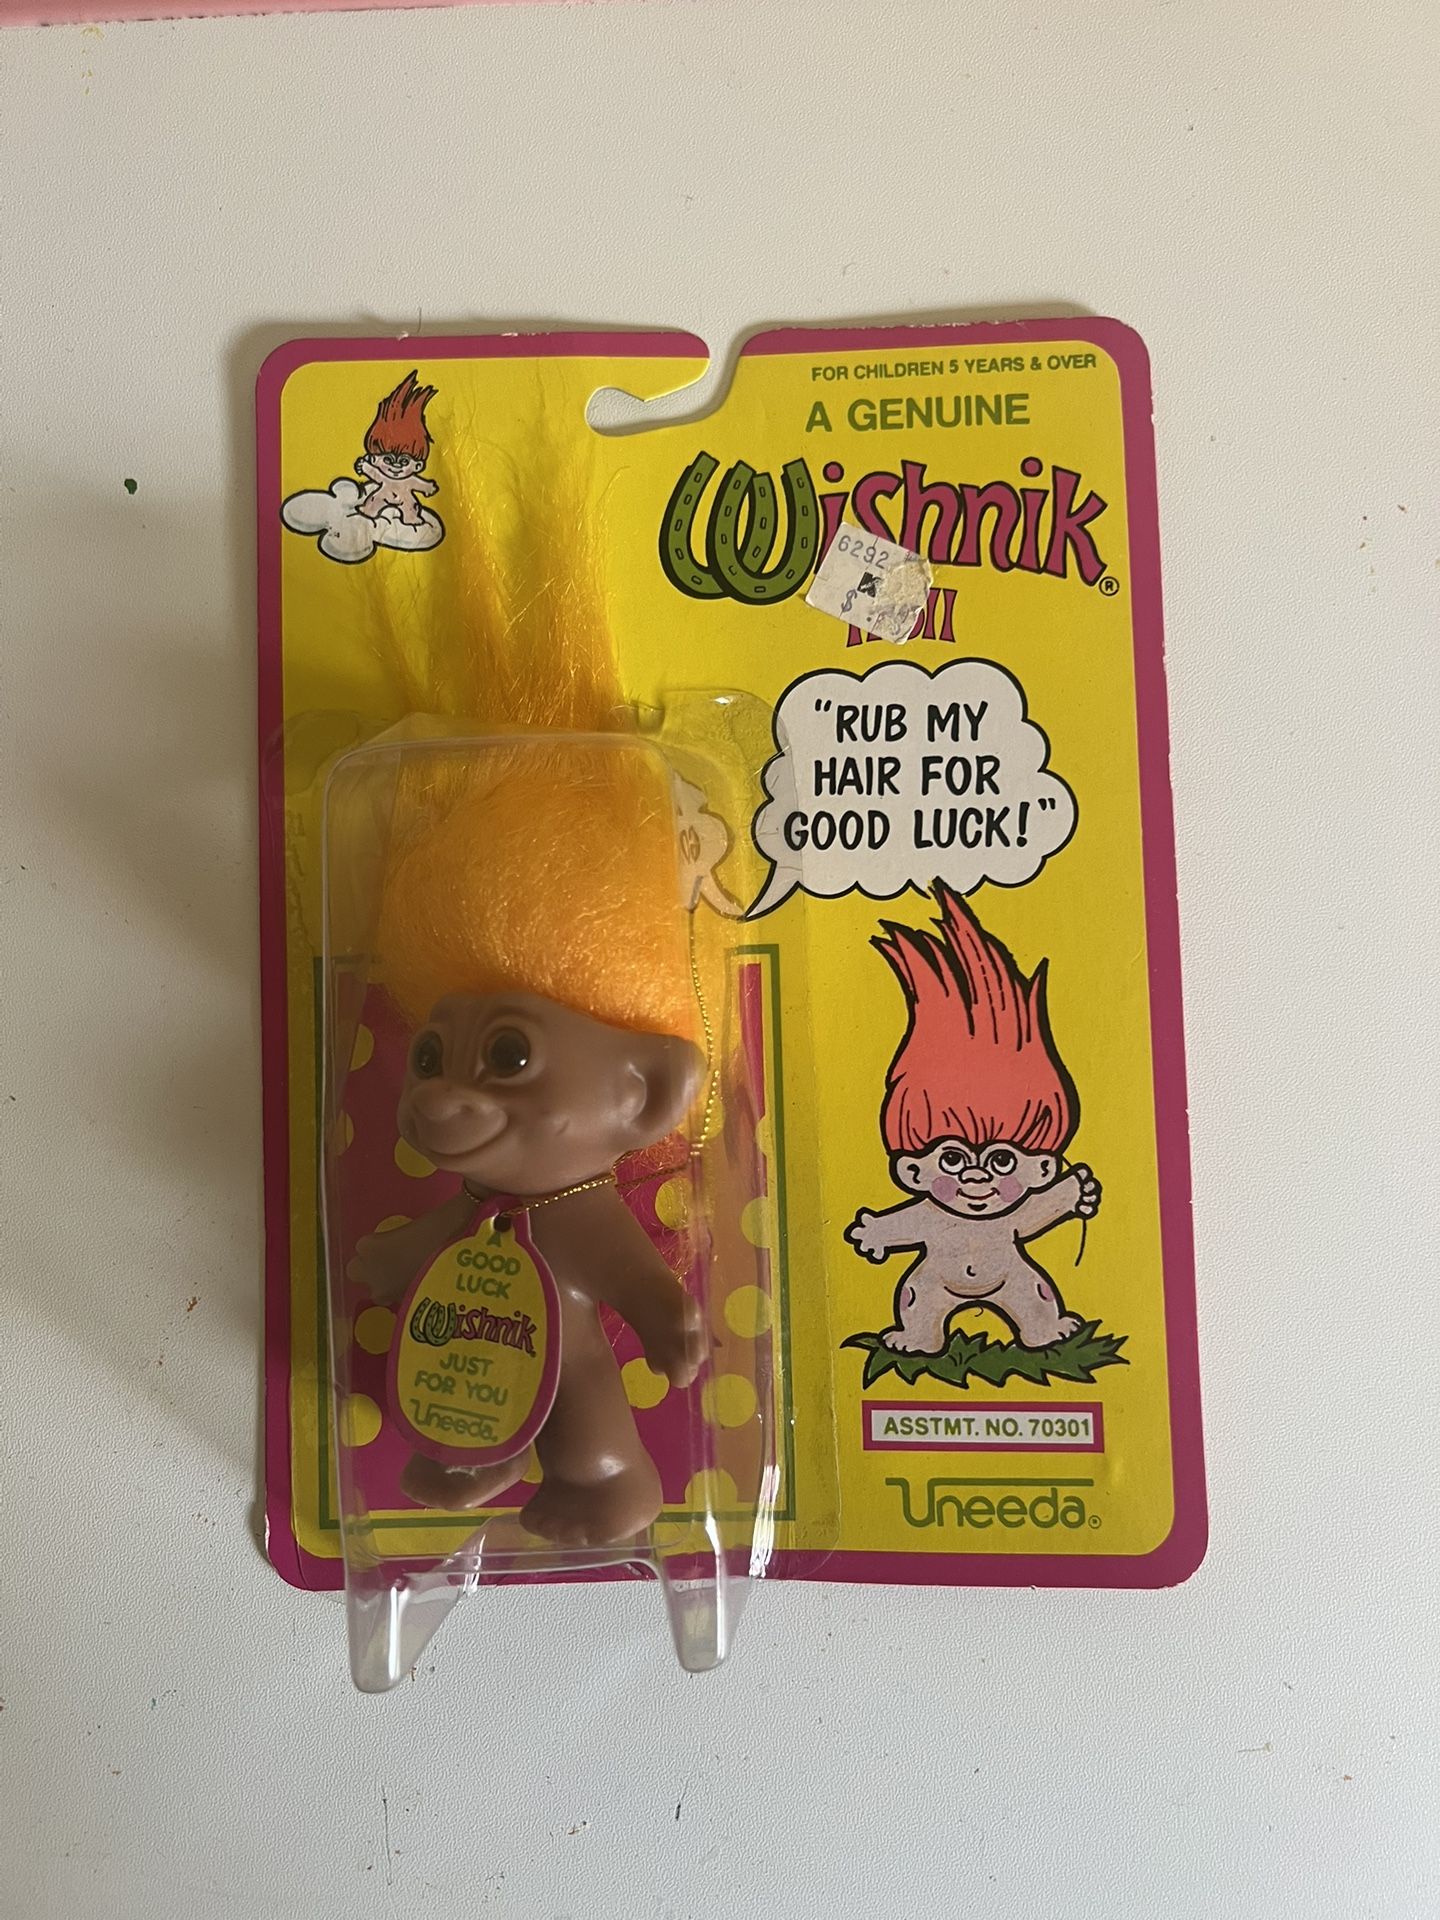 FOR CHILDREN 5 YEARS & OVER
A GENUINE
Wishnik®
6292
$
"RUB MY
HAIR FOR
GOOD LUCK!"
A
GOOD
LUCK
Wishnik
JUST
FOR YOU
Uneeda
ASSTMT. NO. 70301
Uneeda®